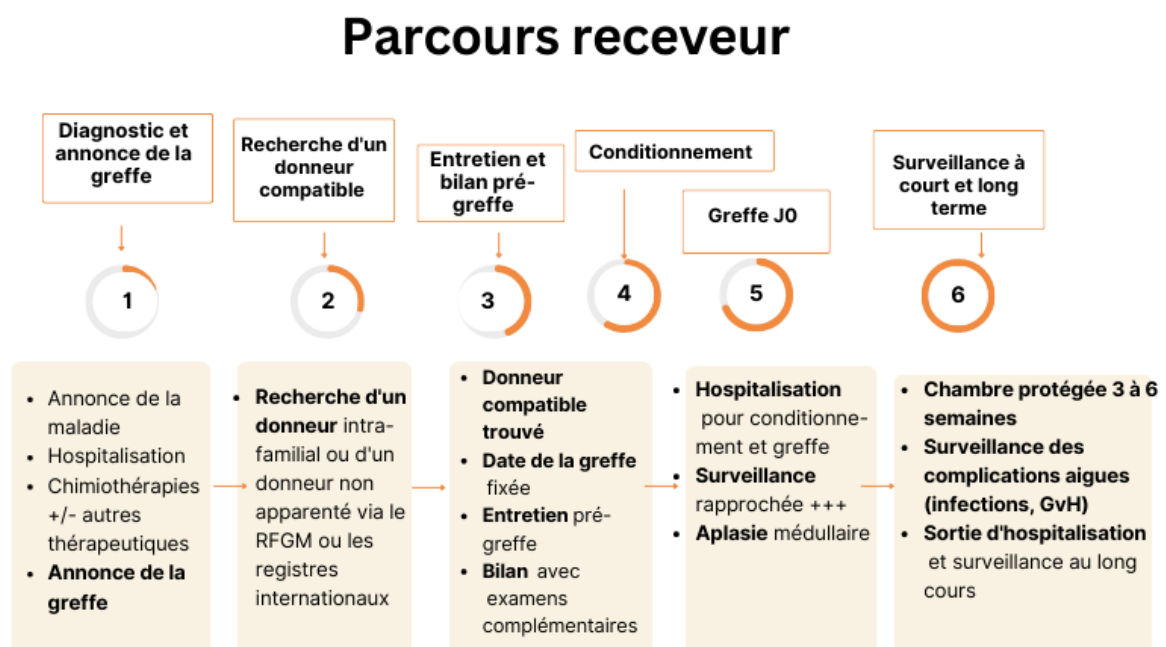 Parcours receveur
Diagnostic et
annonce de la
greffe
Recherche d'un
donneur
compatible
Entretien et
bilan pré-
greffe
Conditionnement
Greffe J0
Surveillance à
court et long
terme
1
2
3
4
5
6
• Annonce de la
maladie
• Hospitalisation
• Chimiothérapies
+/- autres
thérapeutiques
• Annonce de la
greffe
• Recherche d'un
donneur intra-
familial ou d'un
donneur non
apparenté via le
RFGM ou les
registres
internationaux
• Donneur
compatible
trouvé
• Date de la greffe
fixée
• Entretien pré-
greffe
• Bilan avec
examens
complémentaires
• Hospitalisation
pour conditionne-
ment et greffe
• Surveillance
rapprochée +++
• Aplasie médullaire
• Chambre protégée 3 à 6
semaines
• Surveillance des
complications aigues
(infections, GvH)
• Sortie d'hospitalisation
et surveillance au long
cours